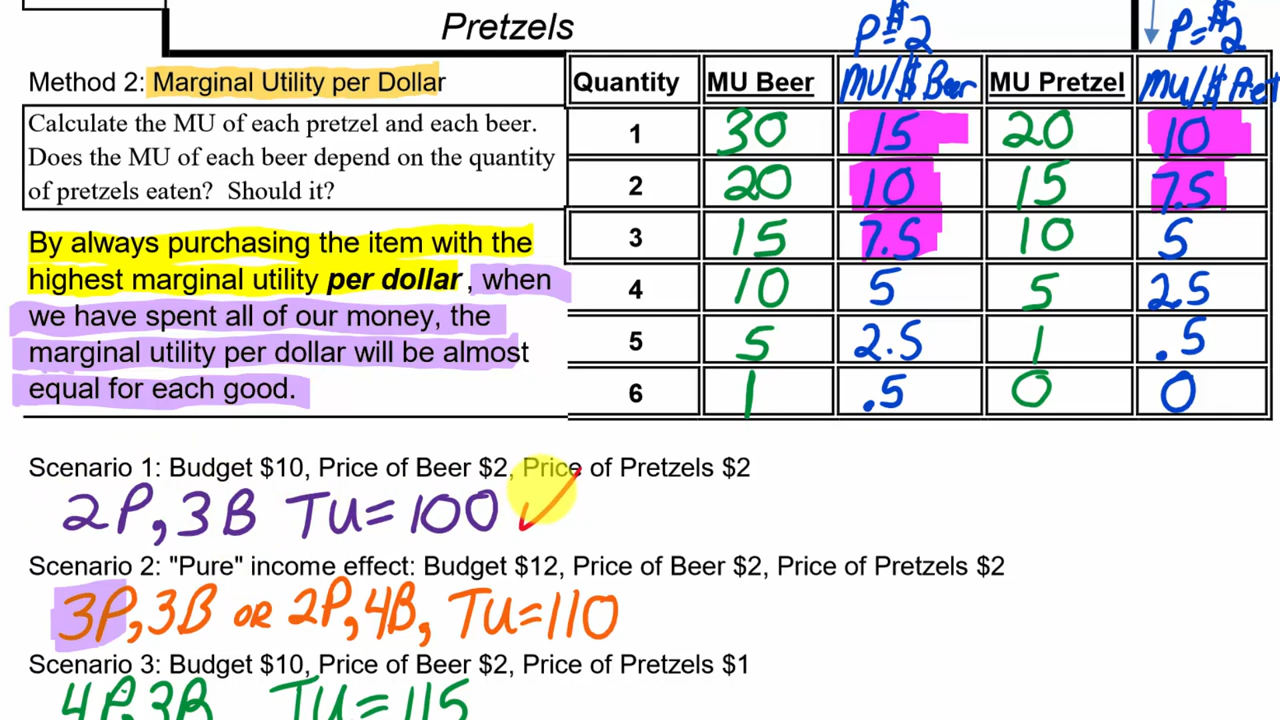 Pretzels P=$2 P=$2
Method 2: Marginal Utility per Dollar
Quantity MU Beer MU/$ Beer MU Pretzel MU/$ Pret
Calculate the MU of each pretzel and each beer.
Does the MU of each beer depend on the quantity
of pretzels eaten? Should it?
1 30 15 20 10
2 20 10 15 7.5
3 15 7.5 10 5
4 10 5 5 2.5
5 5 2.5 1 .5
6 1 .5 0 0
By always purchasing the item with the
highest marginal utility per dollar , when
we have spent all of our money, the
marginal utility per dollar will be almost
equal for each good.
Scenario 1: Budget $10, Price of Beer $2, Price of Pretzels $2
2P, 3B TU=100
Scenario 2: "Pure" income effect: Budget $12, Price of Beer $2, Price of Pretzels $2
3P, 3B OR 2P, 4B, TU=110
Scenario 3: Budget $10, Price of Beer $2, Price of Pretzels $1
4P, 3B TU=115